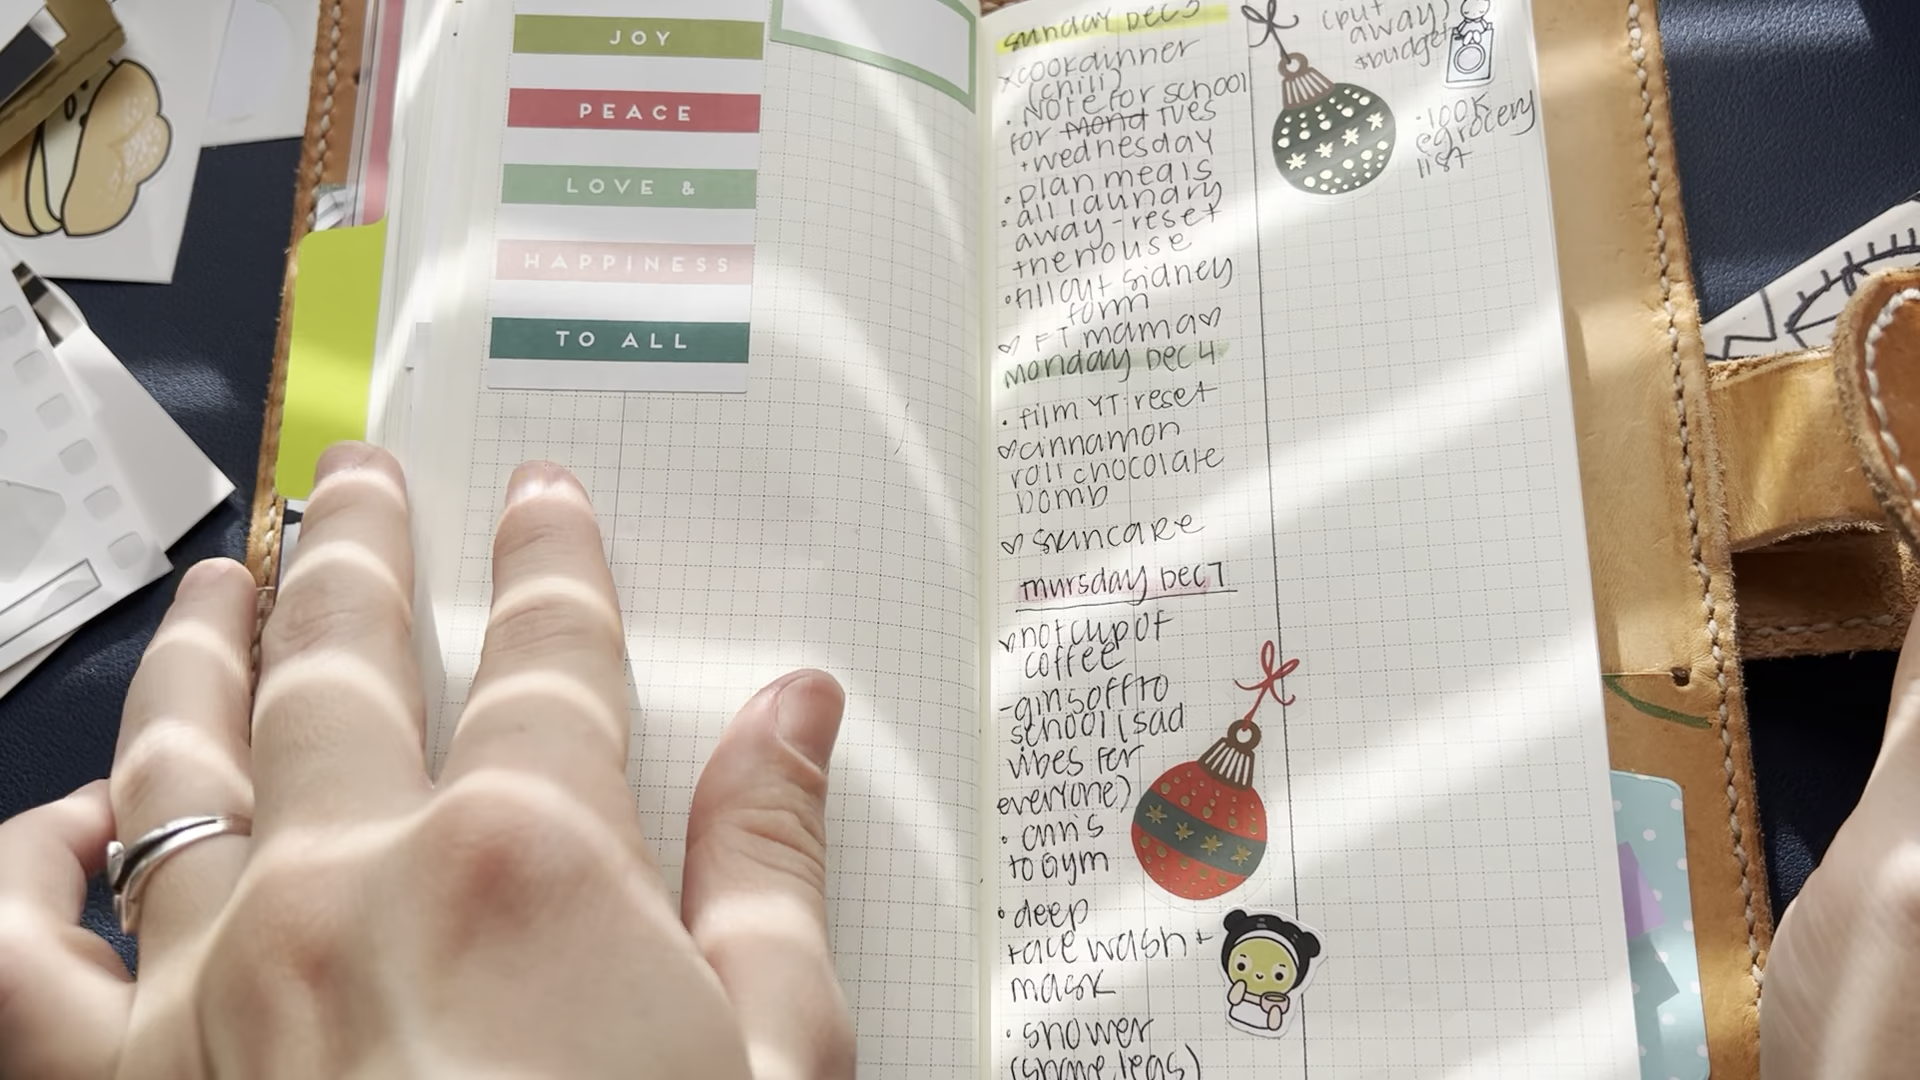 JOY
PEACE
LOVE &
HAPPINESS
TO ALL
sunday Dec 3
x cook dinner
(chili)
• Note for school
for Mond Tues
+ wednesday
• plan meals
• all laundry
away - reset
the house
• fill out Sidney
form
♡ FT mama ♡
monday Dec 4
• film YT reset
♡ cinnamon
roll chocolate
bomb
♡ skincare
Thursday Dec 7
♡ hot cup of
coffee
- girls off to
school (sad
vibes for
everyone)
• Chris
to Gym
• deep
face wash +
mask
• shower
(shave legs)
(put
away)
+ budget
• look
@ grocery
list